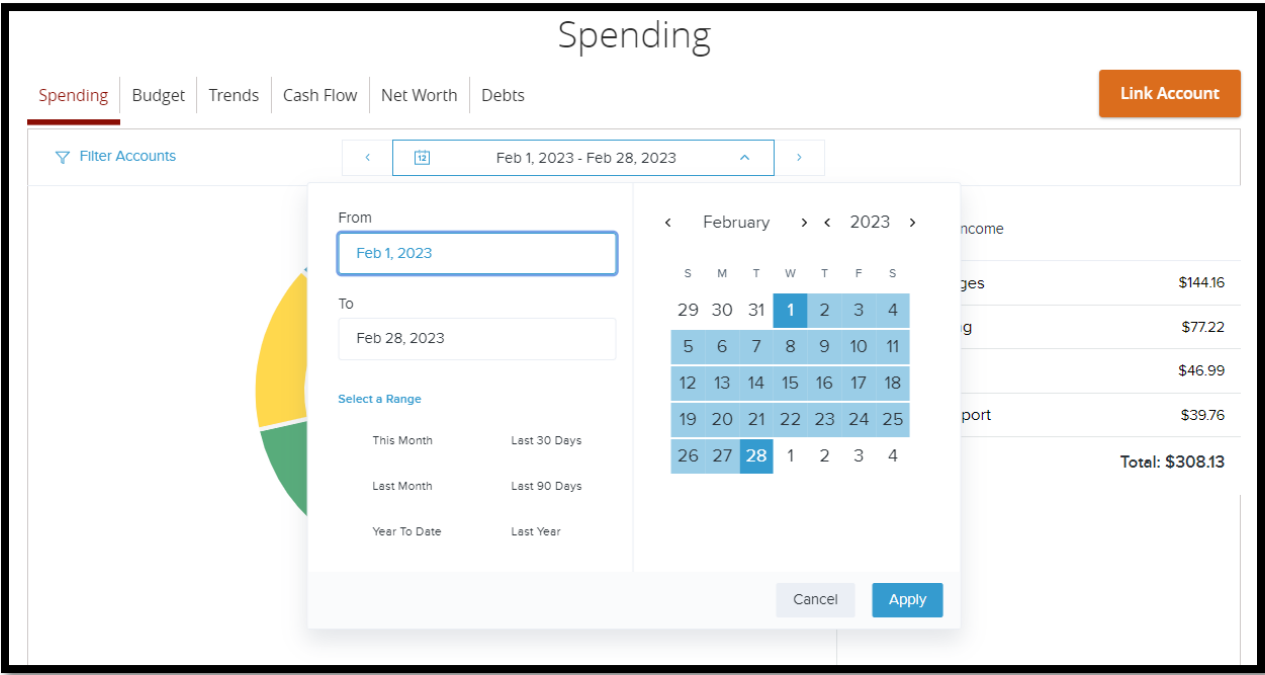 Spending
Spending Budget Trends Cash Flow Net Worth Debts
Link Account
Filter Accounts
12 Feb 1, 2023 - Feb 28, 2023
From
Feb 1, 2023
To
Feb 28, 2023
Select a Range
This Month Last 30 Days
Last Month Last 90 Days
Year To Date Last Year
February 2023
S M T W T F S
29 30 31 1 2 3 4
5 6 7 8 9 10 11
12 13 14 15 16 17 18
19 20 21 22 23 24 25
26 27 28 1 2 3 4
Cancel Apply
ncome
ges $144.16
g $77.22
$46.99
port $39.76
Total: $308.13